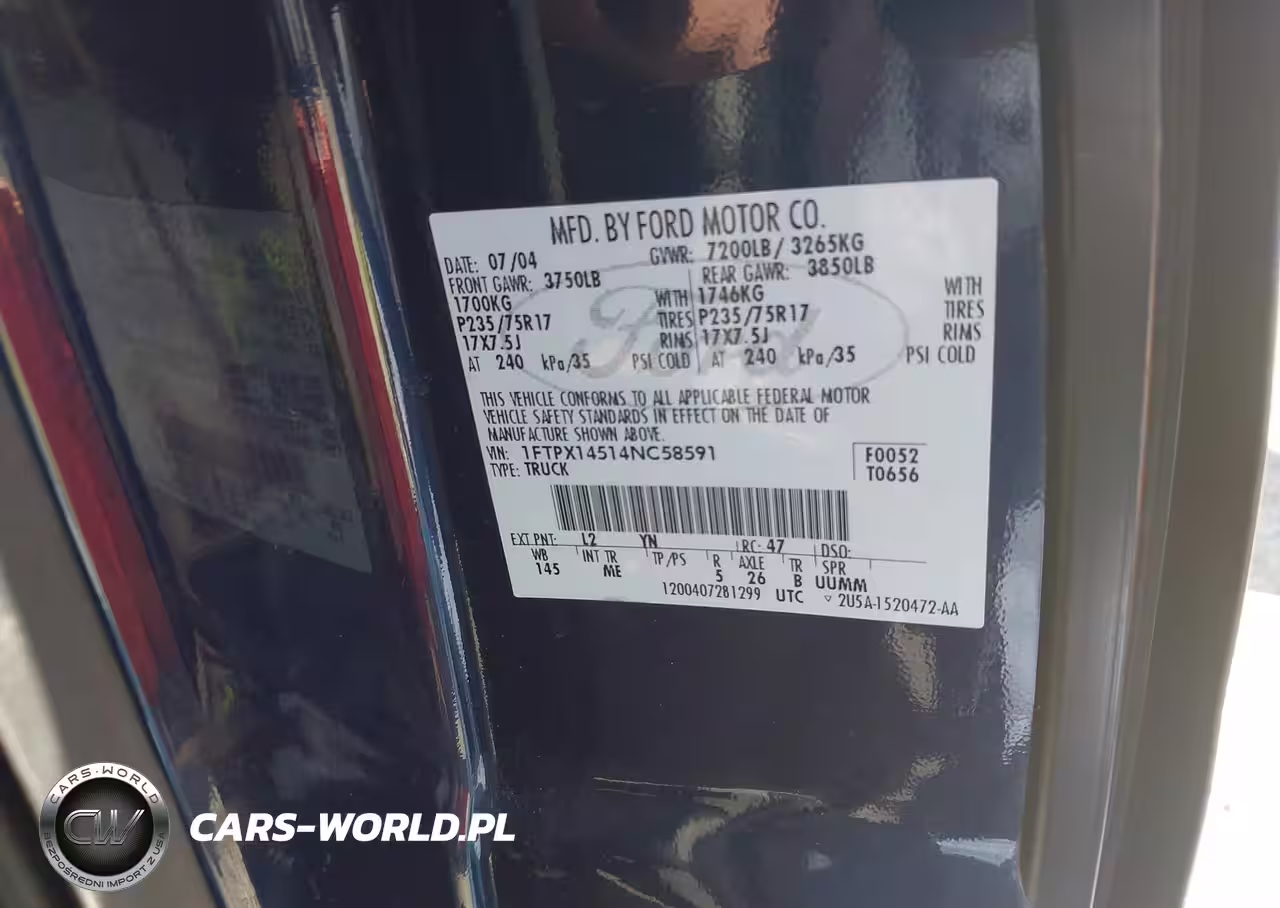 MFD. BY FORD MOTOR CO.
DATE: 07/04 GVWR: 7200LB/ 3265KG
FRONT GAWR: 3750LB REAR GAWR: 3850LB
1700KG WITH 1746KG WITH
P235/75R17 TIRES P235/75R17 TIRES
17X7.5J RIMS 17X7.5J RIMS
AT 240 kPa/35 PSI COLD AT 240 kPa/35 PSI COLD
Ford
THIS VEHICLE CONFORMS TO ALL APPLICABLE FEDERAL MOTOR
VEHICLE SAFETY STANDARDS IN EFFECT ON THE DATE OF
MANUFACTURE SHOWN ABOVE.
VIN: 1FTPX14514NC58591 F0052
TYPE: TRUCK T0656
EXT PNT: L2 YN RC: 47 DSO:
WB INT TR TP/PS R AXLE TR SPR
145 ME 5 26 B UUMM
1200407281299 UTC ▽ 2U5A-1520472-AA
CARS-WORLD
CW
BEZPOŚREDNI IMPORT Z USA
CARS-WORLD.PL